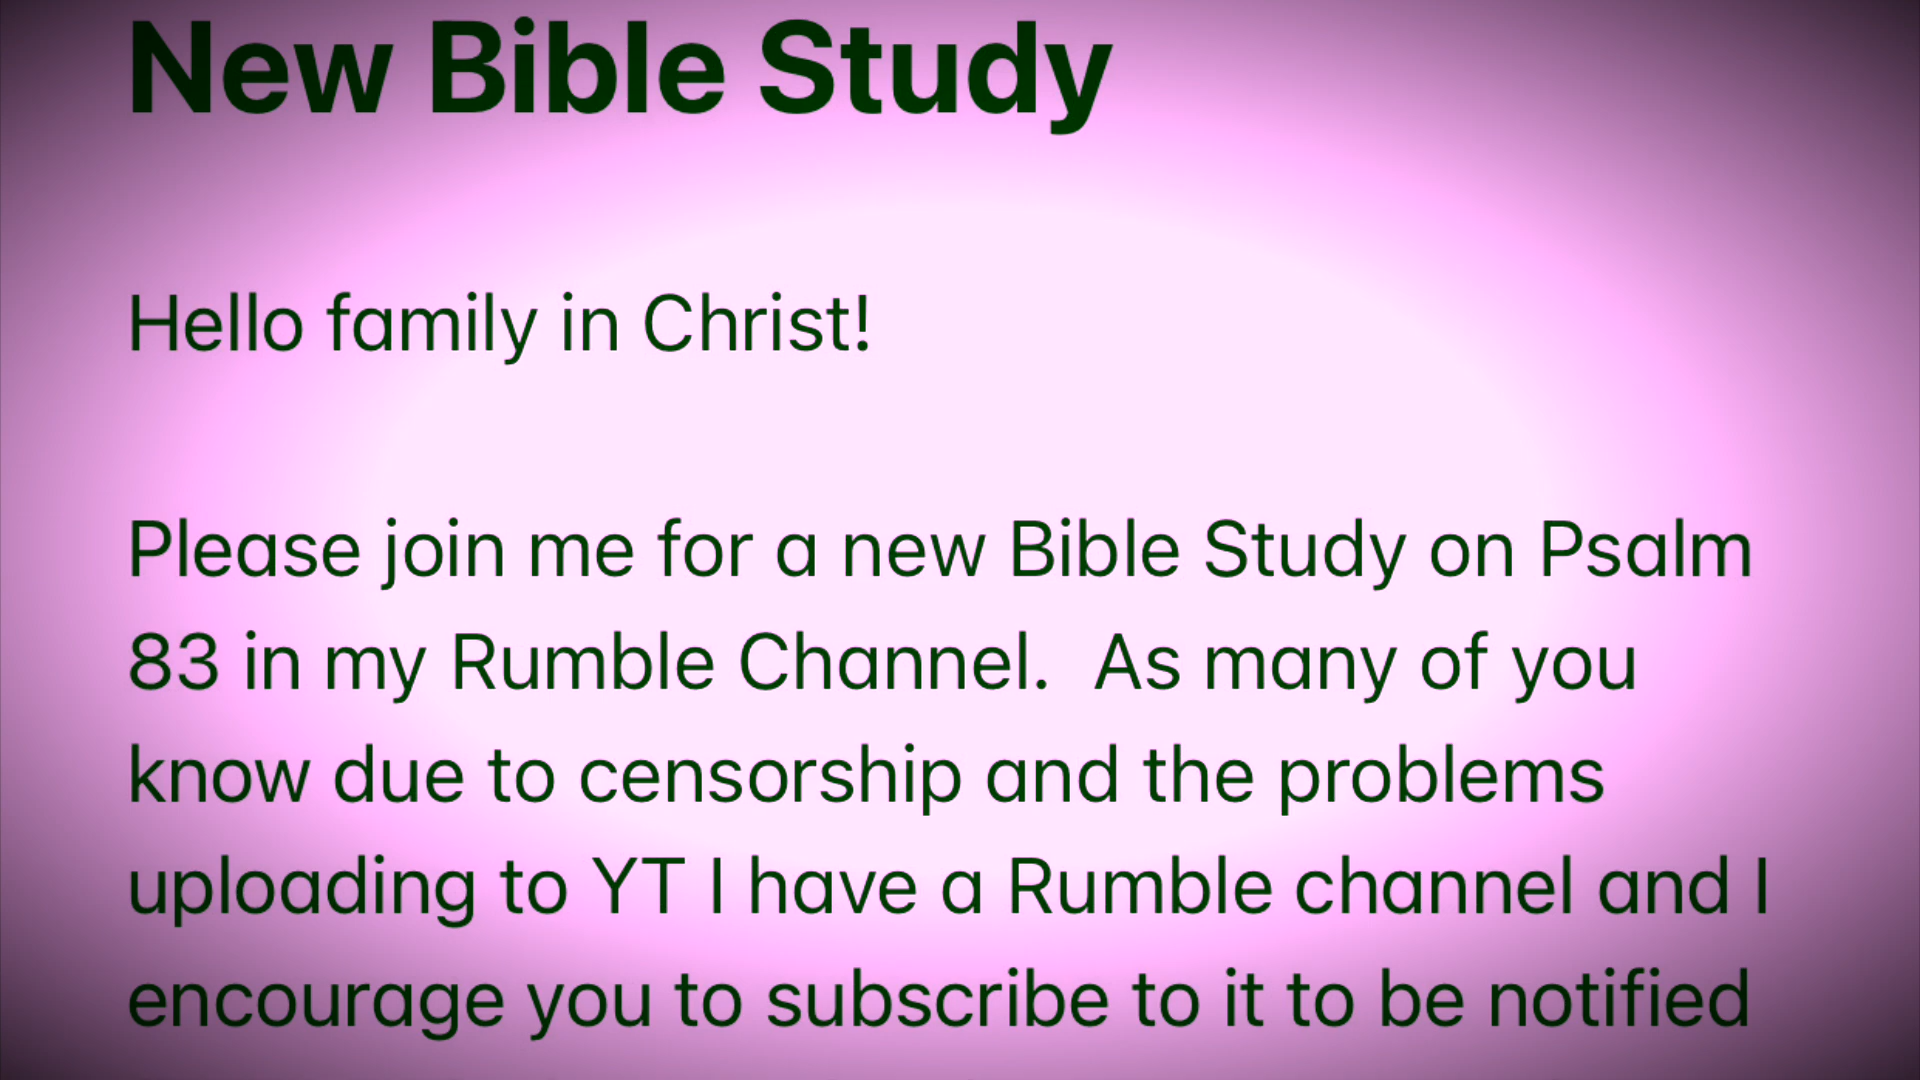 New Bible Study
Hello family in Christ!
Please join me for a new Bible Study on Psalm
83 in my Rumble Channel.  As many of you
know due to censorship and the problems
uploading to YT I have a Rumble channel and I
encourage you to subscribe to it to be notified